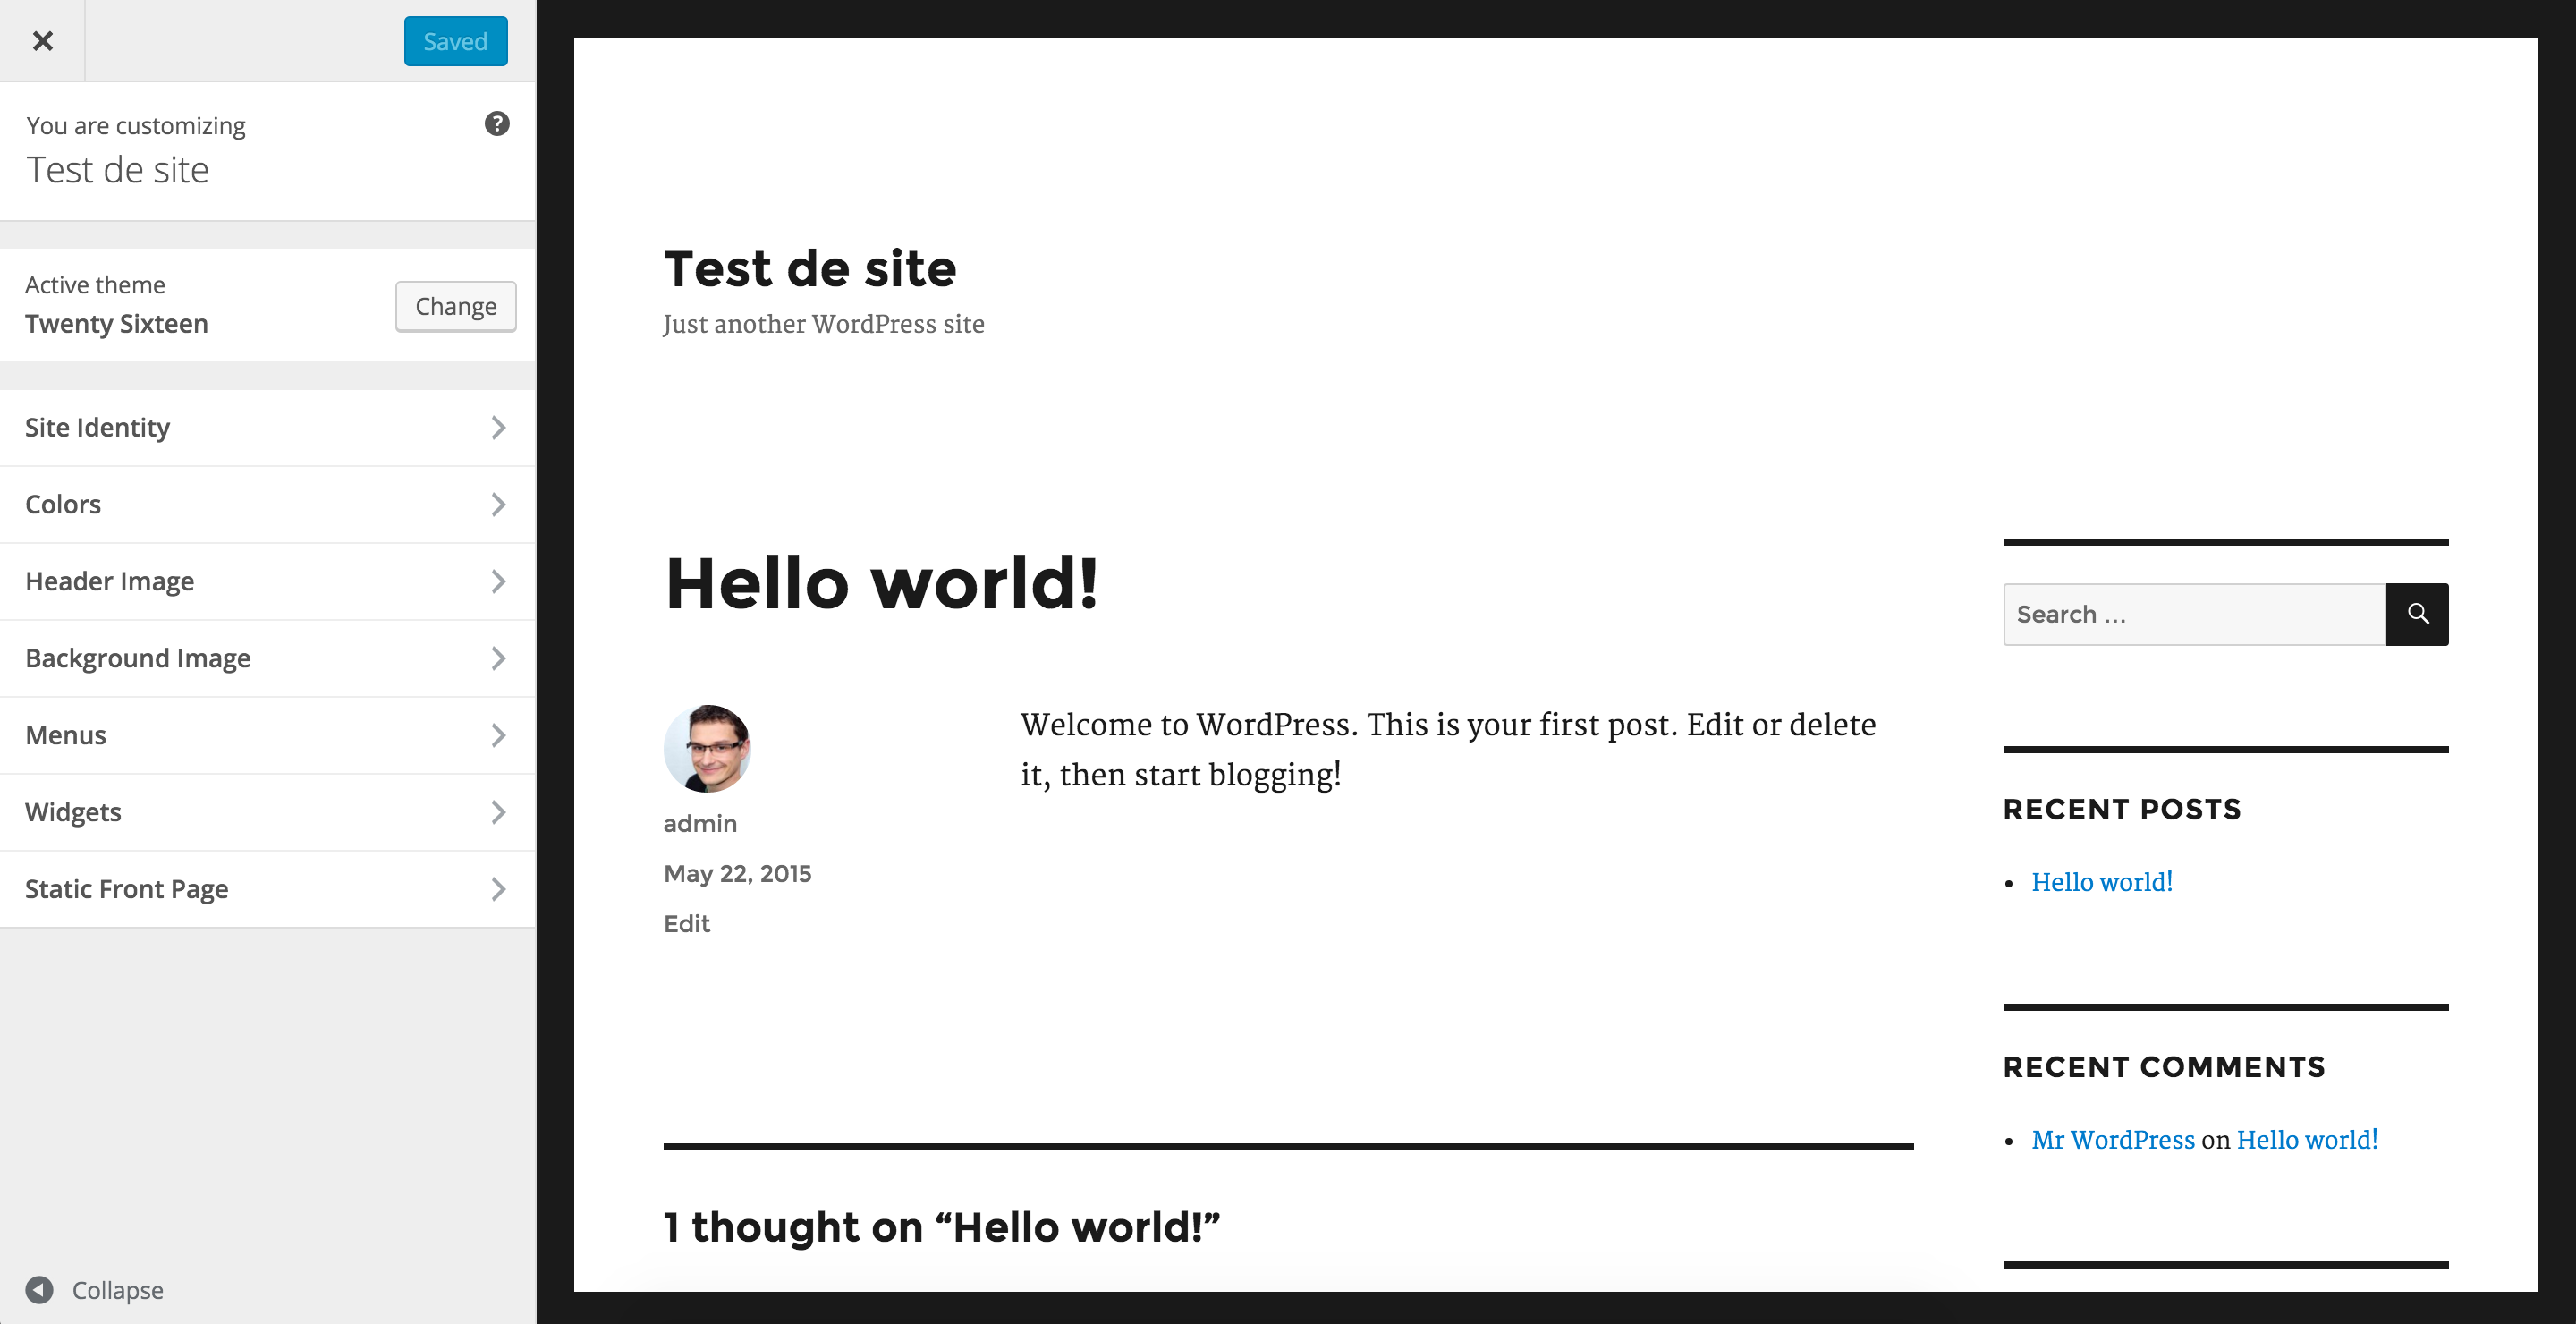 Saved
You are customizing
Test de site
Active theme
Twenty Sixteen
Change
Site Identity
Colors
Header Image
Background Image
Menus
Widgets
Static Front Page
Collapse
Test de site
Just another WordPress site
Hello world!
Welcome to WordPress. This is your first post. Edit or delete
it, then start blogging!
admin
May 22, 2015
Edit
1 thought on “Hello world!”
Search …
RECENT POSTS
Hello world!
RECENT COMMENTS
Mr WordPress on Hello world!